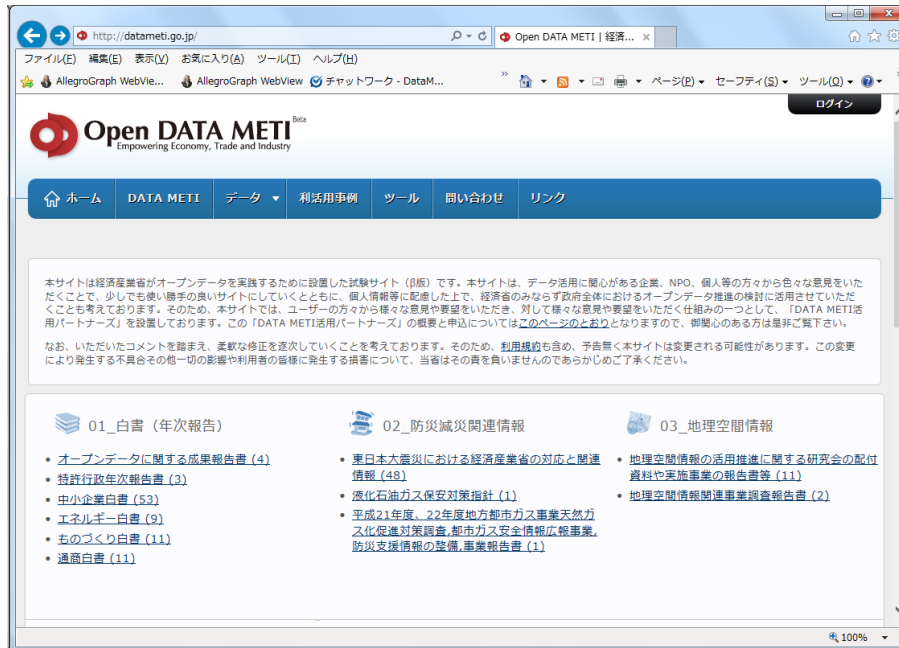 http://datameti.go.jp/
Open DATA METI | 経済...
ファイル(F) 編集(E) 表示(V) お気に入り(A) ツール(T) ヘルプ(H)
AllegroGraph WebVie... AllegroGraph WebView チャットワーク - DataM... ページ(P) セーフティ(S) ツール(O)
ログイン
Open DATA METI Beta
Empowering Economy, Trade and Industry
ホーム DATA METI データ 利活用事例 ツール 問い合わせ リンク
本サイトは経済産業省がオープンデータを実践するために設置した試験サイト（β版）です。本サイトは、データ活用に関心がある企業、NPO、個人等の方々から色々な意見をいた
だくことで、少しでも使い勝手の良いサイトにしていくとともに、個人情報等に配慮した上で、経済省のみならず政府全体におけるオープンデータ推進の検討に活用させていただ
くことも考えております。そのため、本サイトでは、ユーザーの方々から様々な意見や要望をいただき、対して様々な意見や要望をいただく仕組みの一つとして、「DATA METI活
用パートナーズ」を設置しております。この「DATA METI活用パートナーズ」の概要と申込についてはこのページのとおりとなりますので、御関心のある方は是非ご覧下さい。
なお、いただいたコメントを踏まえ、柔軟な修正を逐次していくことを考えております。そのため、利用規約も含め、予告無く本サイトは変更される可能性があります。この変更
により発生する不具合その他一切の影響や利用者の皆様に発生する損害について、当省はその責を負いませんのであらかじめご了承ください。
01_白書（年次報告）
オープンデータに関する成果報告書 (4)
特許行政年次報告書 (3)
中小企業白書 (53)
エネルギー白書 (9)
ものづくり白書 (11)
通商白書 (11)
02_防災減災関連情報
東日本大震災における経済産業省の対応と関連
情報 (48)
液化石油ガス保安対策指針 (1)
平成21年度、22年度地方都市ガス事業天然ガ
ス化促進対策調査,都市ガス安全情報広報事業,
防災支援情報の整備,事業報告書 (1)
03_地理空間情報
地理空間情報の活用推進に関する研究会の配付
資料や実施事業の報告書等 (11)
地理空間情報関連事業調査報告書 (2)
100%